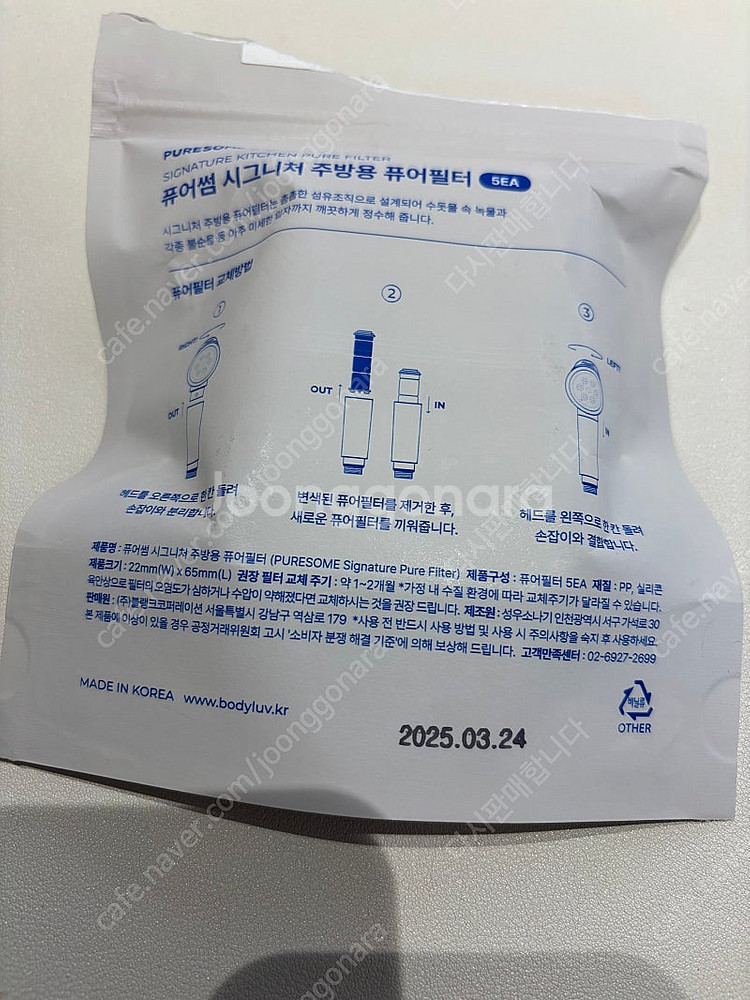 PURESOME
SIGNATURE KITCHEN PURE FILTER
퓨어썸 시그니처 주방용 퓨어필터 5EA
시그니처 주방용 퓨어필터는 촘촘한 섬유조직으로 설계되어 수돗물 속 녹물과
각종 불순물 등 아주 미세한 입자까지 깨끗하게 정수해 줍니다.
퓨어필터 교체방법
1
RIGHT
OUT
헤드를 오른쪽으로 한칸 돌려
손잡이와 분리합니다.
2
OUT
IN
변색된 퓨어필터를 제거한 후,
새로운 퓨어필터를 끼워줍니다.
3
LEFT
IN
헤드를 왼쪽으로 한칸 돌려
손잡이와 결합합니다.
제품명 : 퓨어썸 시그니처 주방용 퓨어필터 (PURESOME Signature Pure Filter) 제품구성 : 퓨어필터 5EA 재질 : PP, 실리콘
제품크기 : 22mm(W) x 65mm(L) 권장 필터 교체 주기 : 약 1~2개월 *가정 내 수질 환경에 따라 교체주기가 달라질 수 있습니다.
육안상으로 필터의 오염도가 심하거나 수압이 약해졌다면 교체하시는 것을 권장 드립니다. 제조원 : 성우소나기 인천광역시 서구 가석로 30
판매원 : (주)블랭크코퍼레이션 서울특별시 강남구 역삼로 179 *사용 전 반드시 사용 방법 및 사용 시 주의사항을 숙지 후 사용하세요.
본 제품에 이상이 있을 경우 공정거래위원회 고시 '소비자 분쟁 해결 기준'에 의해 보상해 드립니다. 고객만족센터 : 02-6927-2699
MADE IN KOREA www.bodyluv.kr
비닐류
OTHER
2025.03.24
Joonggonara
cafe.naver.com/joonggonara
다시판매합니다